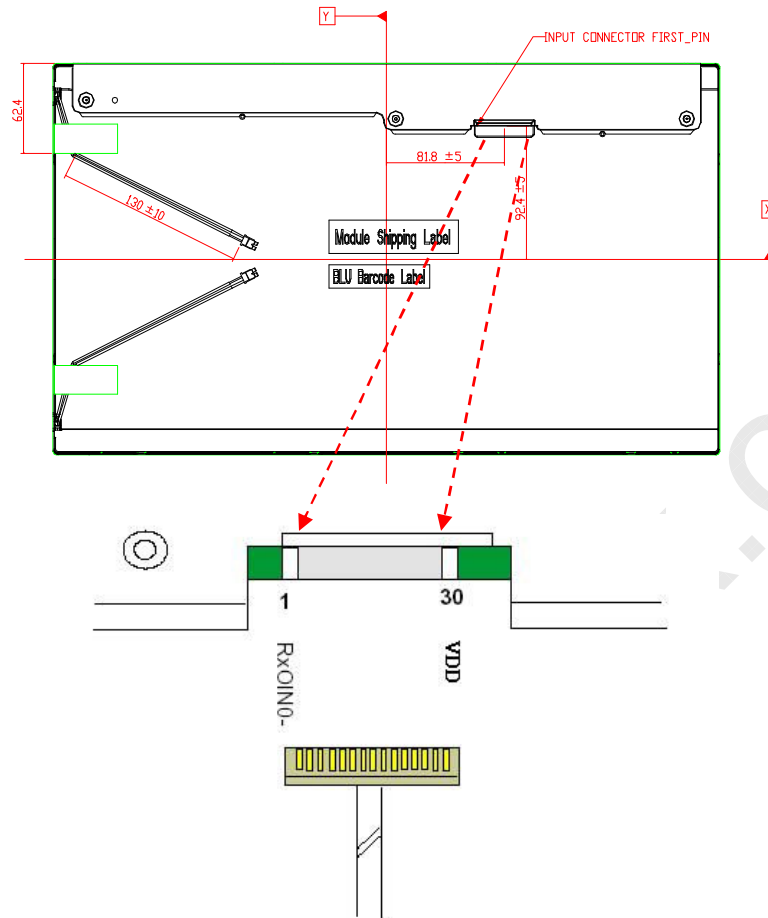 Y
INPUT CONNECTOR FIRST_PIN
62.4
81.8 ±5
130 ±10
92.4 ±5
X
Module Shipping Label
BLU Barcode Label
1
30
RxOIN0-
VDD